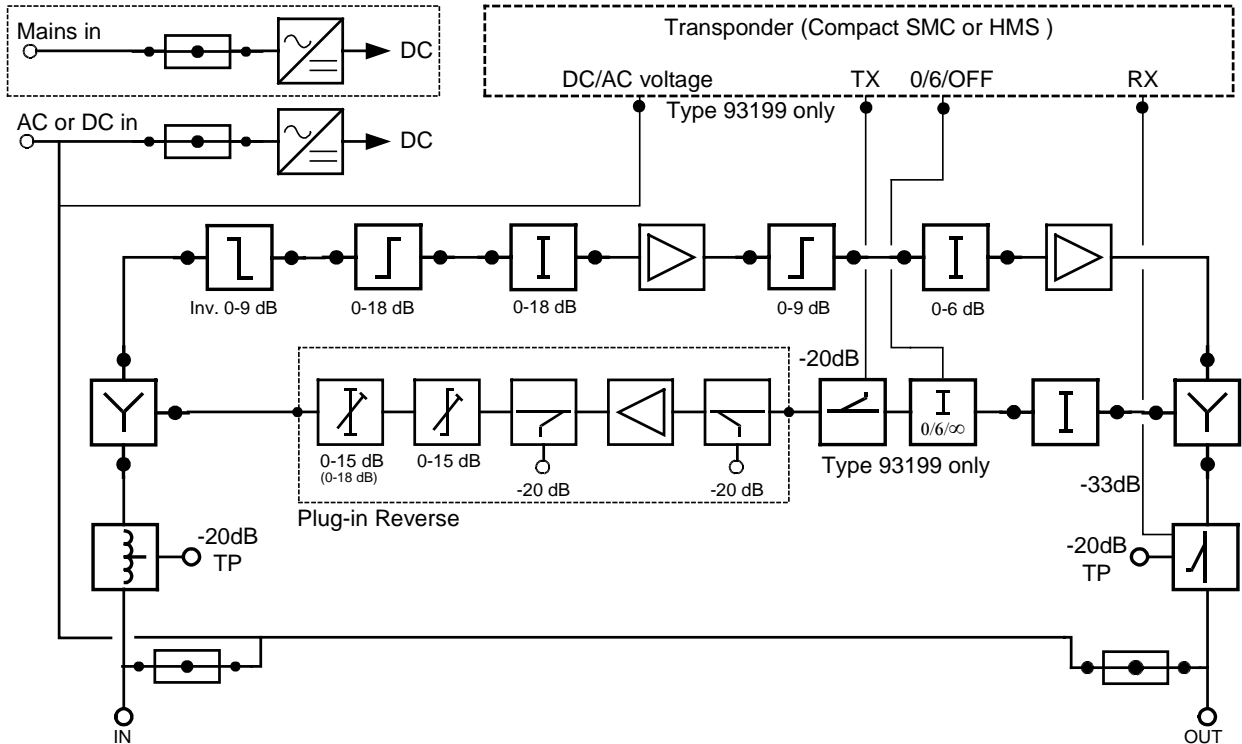 Mains in
DC
Transponder (Compact SMC or HMS )
DC/AC voltage
TX
0/6/OFF
RX
Type 93199 only
AC or DC in
DC
Inv. 0-9 dB
0-18 dB
0-18 dB
0-9 dB
0-6 dB
-20dB
0/6/∞
0-15 dB
(0-18 dB)
0-15 dB
-20 dB
-20 dB
Type 93199 only
-33dB
Plug-in Reverse
-20dB
TP
-20dB
TP
IN
OUT